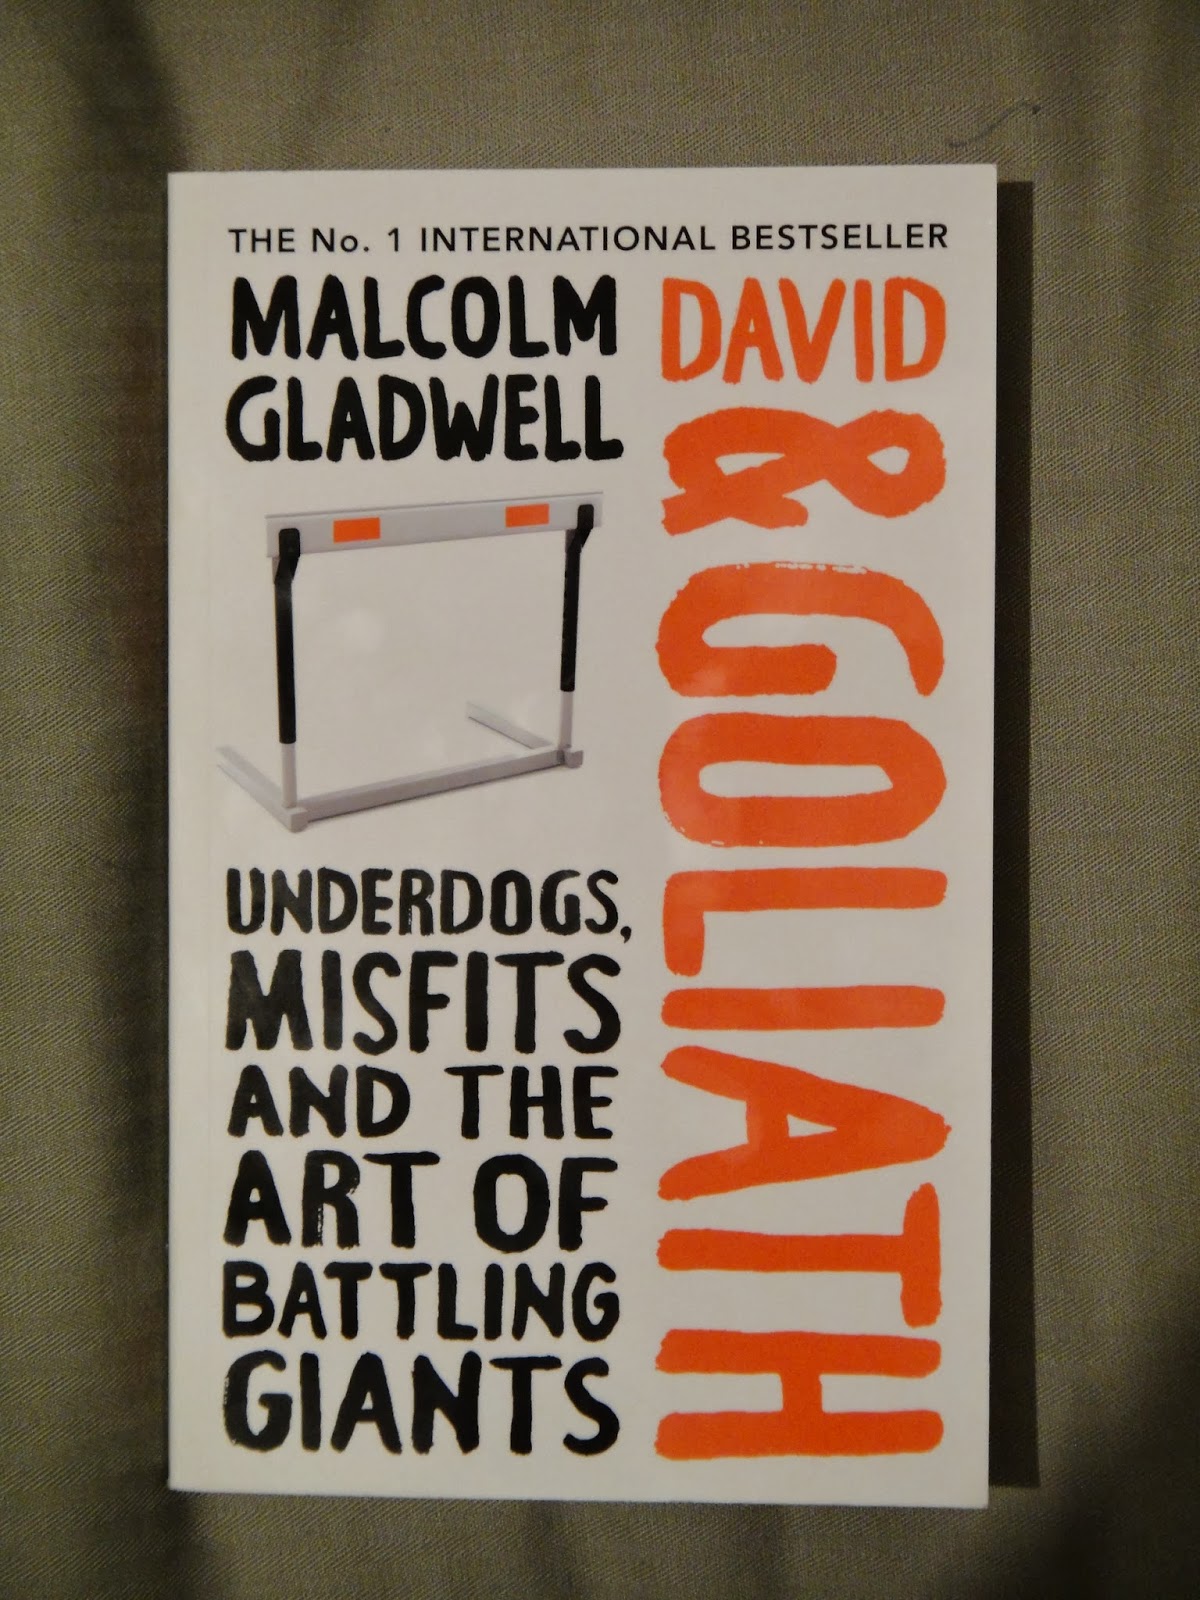 THE No. 1 INTERNATIONAL BESTSELLER
MALCOLM
GLADWELL
DAVID
& GOLIATH
UNDERDOGS,
MISFITS
AND THE
ART OF
BATTLING
GIANTS